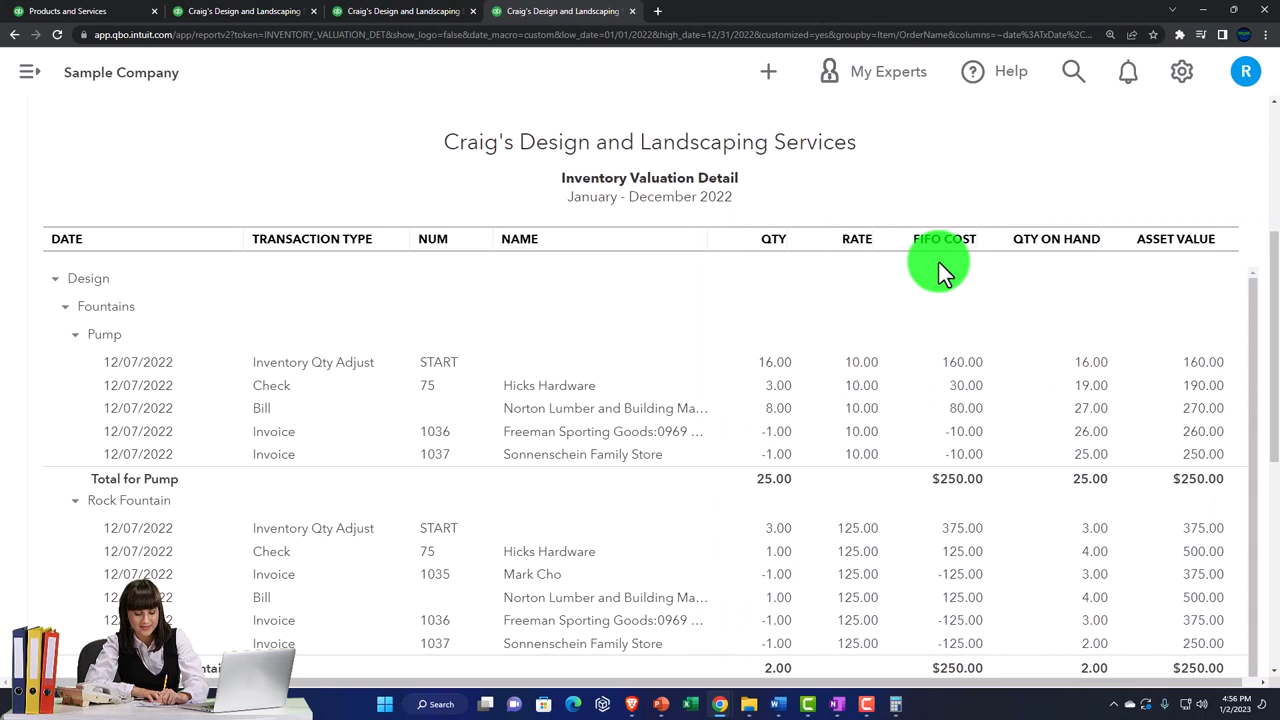 Products and Services
Craig's Design and Landscaping S
Craig's Design and Landscaping S
Craig's Design and Landscaping S
app.qbo.intuit.com/app/reportv2?token=INVENTORY_VALUATION_DET&show_logo=false&date_macro=custom&low_date=01/01/2022&high_date=12/31/2022&customized=yes&groupby=Item/OrderName&columns=~date%3ATxDate%2C...
Sample Company
My Experts
Help
R
Craig's Design and Landscaping Services
Inventory Valuation Detail
January - December 2022
DATE TRANSACTION TYPE NUM NAME QTY RATE FIFO COST QTY ON HAND ASSET VALUE
Design
Fountains
Pump
12/07/2022 Inventory Qty Adjust START 16.00 10.00 160.00 16.00 160.00
12/07/2022 Check 75 Hicks Hardware 3.00 10.00 30.00 19.00 190.00
12/07/2022 Bill Norton Lumber and Building Ma... 8.00 10.00 80.00 27.00 270.00
12/07/2022 Invoice 1036 Freeman Sporting Goods:0969 ... -1.00 10.00 -10.00 26.00 260.00
12/07/2022 Invoice 1037 Sonnenschein Family Store -1.00 10.00 -10.00 25.00 250.00
Total for Pump 25.00 $250.00 25.00 $250.00
Rock Fountain
12/07/2022 Inventory Qty Adjust START 3.00 125.00 375.00 3.00 375.00
12/07/2022 Check 75 Hicks Hardware 1.00 125.00 125.00 4.00 500.00
12/07/2022 Invoice 1035 Mark Cho -1.00 125.00 -125.00 3.00 375.00
Bill Norton Lumber and Building Ma... 1.00 125.00 125.00 4.00 500.00
Invoice 1036 Freeman Sporting Goods:0969 ... -1.00 125.00 -125.00 3.00 375.00
Invoice 1037 Sonnenschein Family Store -1.00 125.00 -125.00 2.00 250.00
2.00 $250.00 2.00 $250.00
Search
4:56 PM
1/2/2023